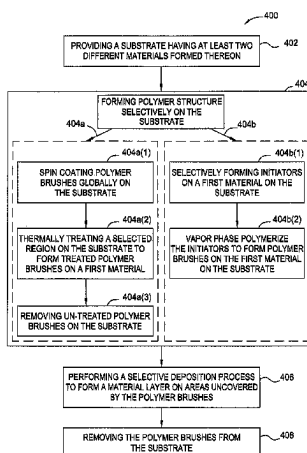 400
PROVIDING A SUBSTRATE HAVING AT LEAST TWO
DIFFERENT MATERIALS FORMED THEREON
402
404
FORMING POLYMER STRUCTURE
SELECTIVELY ON THE
SUBSTRATE
404a
404b
404a(1)
SPIN COATING POLYMER
BRUSHES GLOBALLY ON
THE SUBSTRATE
404a(2)
THERMALLY TREATING A SELECTED
REGION ON THE SUBSTRATE TO
FORM TREATED POLYMER
BRUSHES ON A FIRST MATERIAL
404a(3)
REMOVING UN-TREATED POLYMER
BRUSHES ON THE SUBSTRATE
404b(1)
SELECTIVELY FORMING INITIATORS
ON A FIRST MATERIAL ON THE
SUBSTRATE
404b(2)
VAPOR PHASE POLYMERIZE
THE INITIATORS TO FORM POLYMER
BRUSHES ON THE FIRST MATERIAL
ON THE SUBSTRATE
PERFORMING A SELECTIVE DEPOSITION PROCESS
TO FORM A MATERIAL LAYER ON AREAS UNCOVERED
BY THE POLYMER BRUSHES
406
REMOVING THE POLYMER BRUSHES FROM
THE SUBSTRATE
408